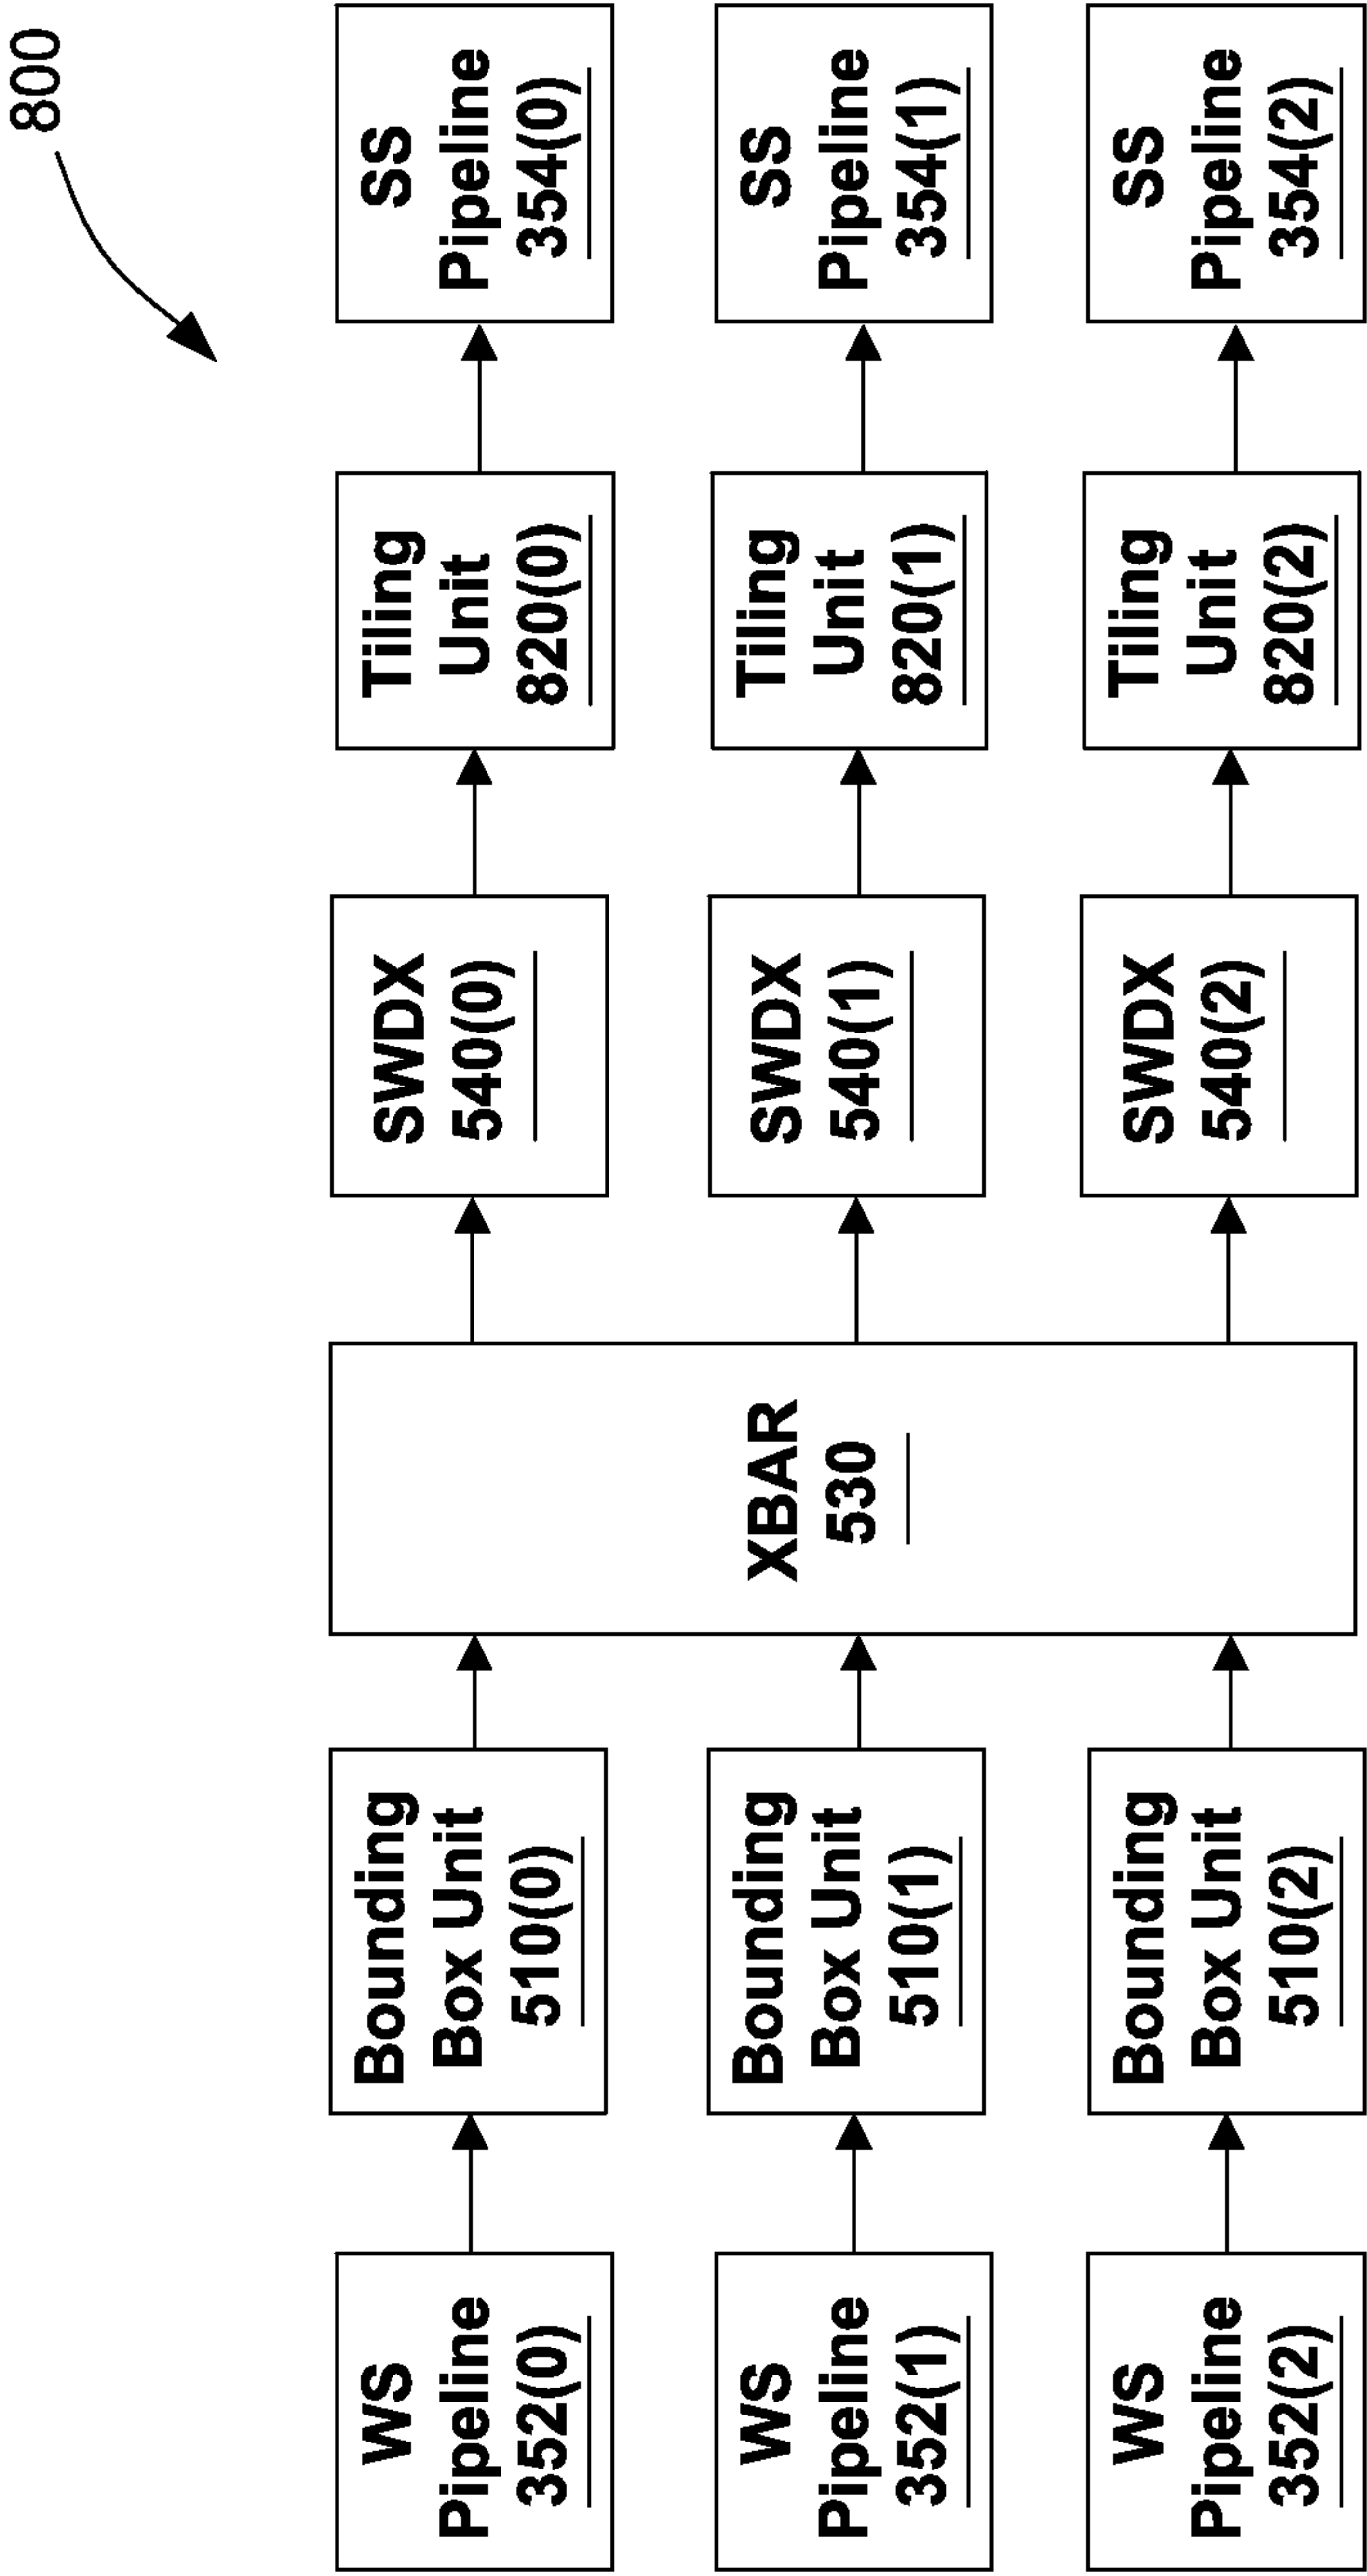 800
WS
Pipeline
352(0)
Bounding
Box Unit
510(0)
XBAR
530
SWDX
540(0)
Tiling
Unit
820(0)
SS
Pipeline
354(0)
WS
Pipeline
352(1)
Bounding
Box Unit
510(1)
SWDX
540(1)
Tiling
Unit
820(1)
SS
Pipeline
354(1)
WS
Pipeline
352(2)
Bounding
Box Unit
510(2)
SWDX
540(2)
Tiling
Unit
820(2)
SS
Pipeline
354(2)